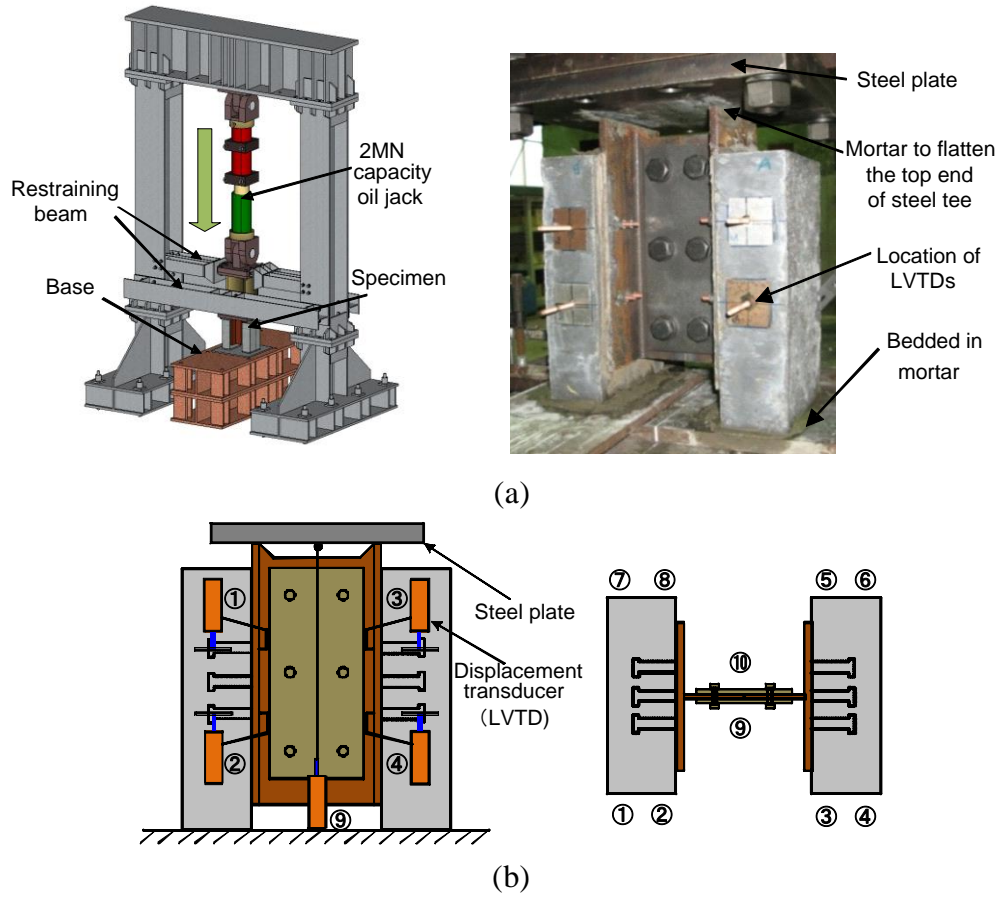 2MN
capacity
oil jack
Restraining
beam
Specimen
Base
Steel plate
Mortar to flatten
the top end
of steel tee
Location of
LVTDs
Bedded in
mortar
A
(a)
① ③
Steel plate
Displacement
transducer
(LVTD)
② ④
⑨
⑦ ⑧ ⑤ ⑥
⑩
⑨
① ② ③ ④
(b)